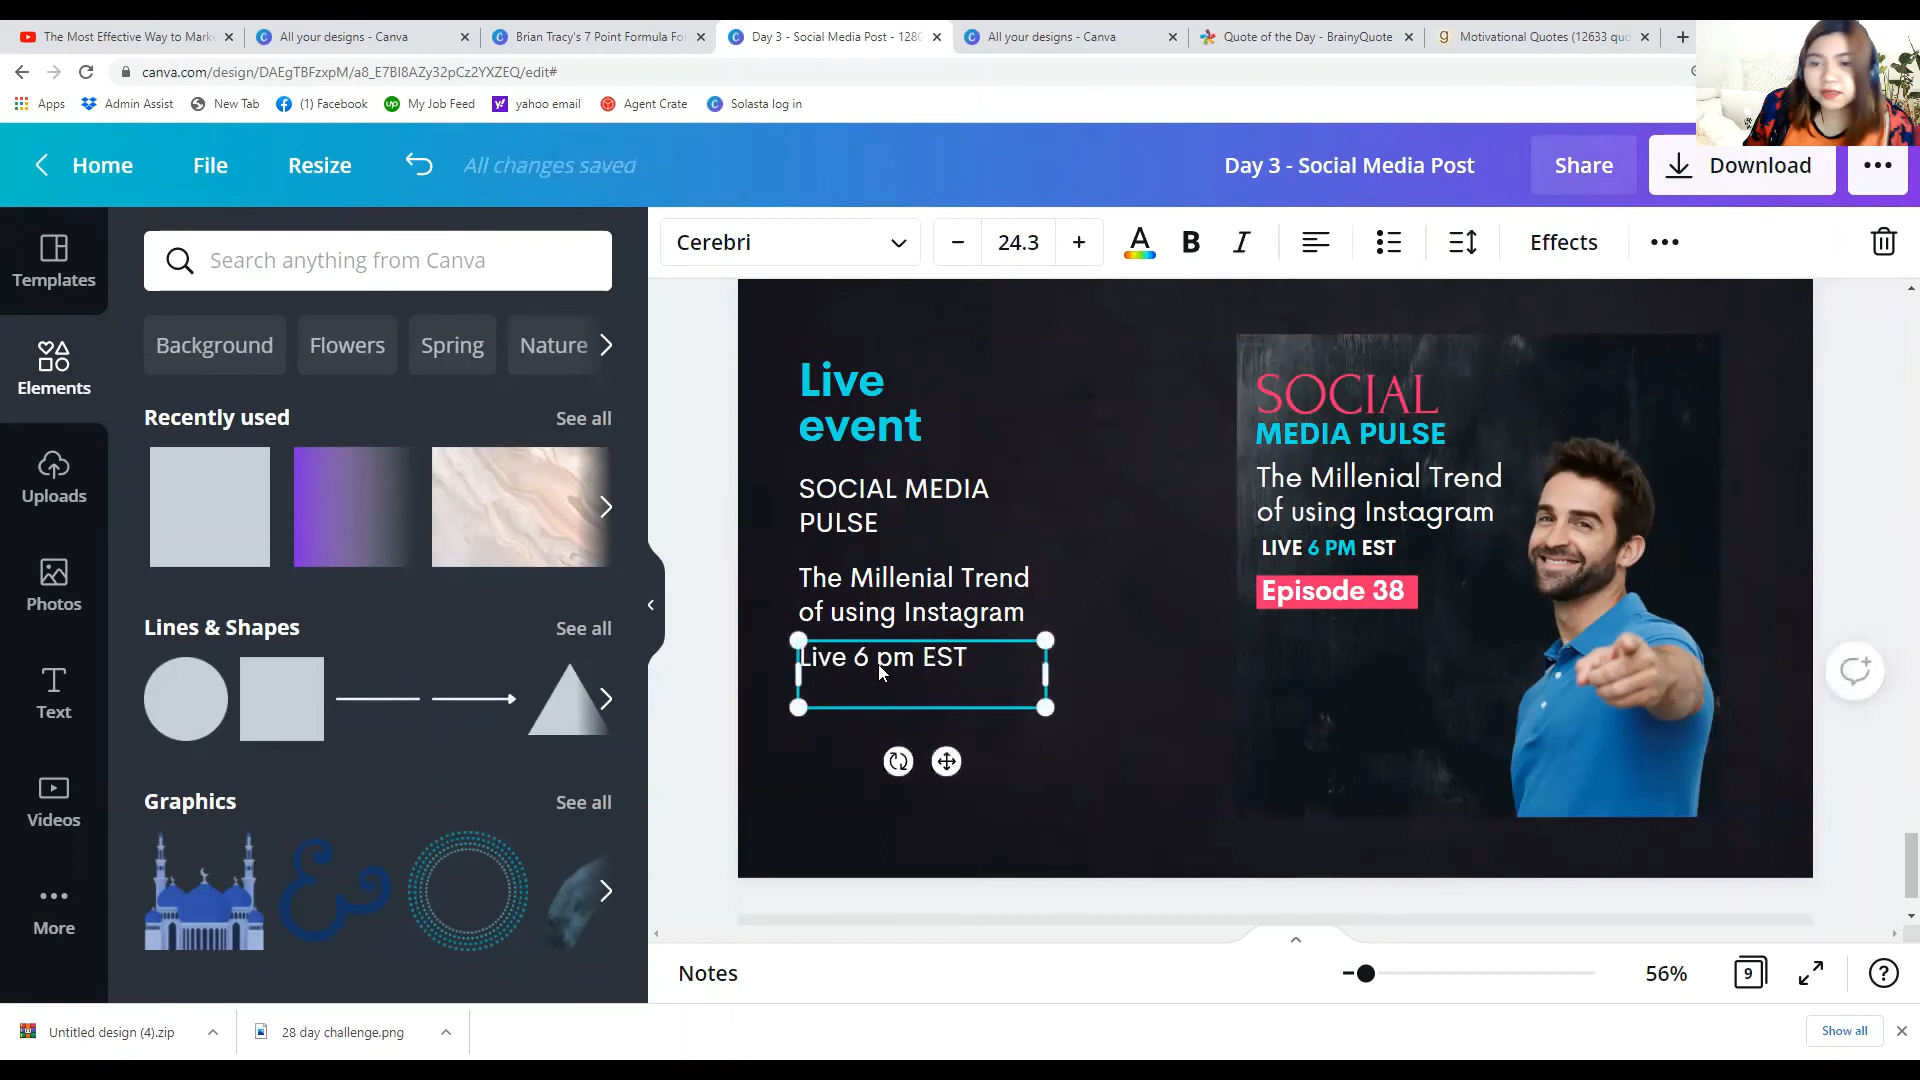 The Most Effective Way to Mark
All your designs - Canva
Brian Tracy's 7 Point Formula Fo
Day 3 - Social Media Post - 1280
All your designs - Canva
Quote of the Day - BrainyQuote
Motivational Quotes (12633 quo
canva.com/design/DAEgTBFzxpM/a8_E7BI8AZy32pCz2YXZEQ/edit#
Apps
Admin Assist
New Tab
(1) Facebook
My Job Feed
yahoo email
Agent Crate
Solasta log in
Home
File
Resize
All changes saved
Day 3 - Social Media Post
Share
Download
Cerebri
24.3
A
B
I
Effects
Templates
Elements
Uploads
Photos
Text
Videos
More
Search anything from Canva
Background
Flowers
Spring
Nature
Recently used
See all
Lines & Shapes
See all
Graphics
See all
Live
event
SOCIAL MEDIA
PULSE
The Millenial Trend
of using Instagram
Live 6 pm EST
SOCIAL
MEDIA PULSE
The Millenial Trend
of using Instagram
LIVE 6 PM EST
Episode 38
Notes
56%
9
Untitled design (4).zip
28 day challenge.png
Show all